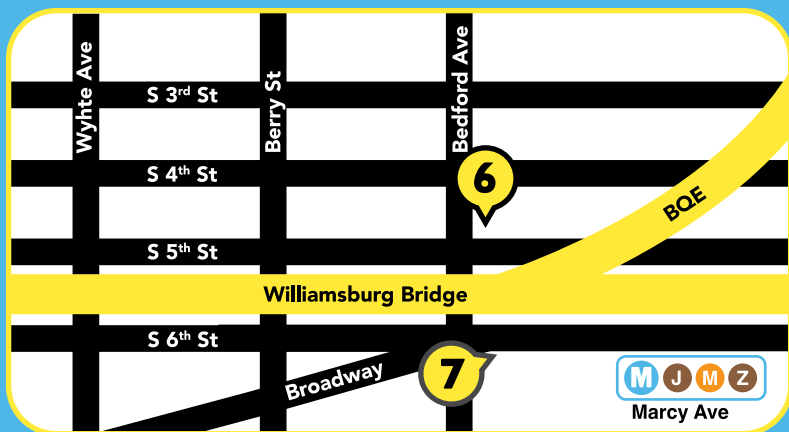 Wyhte Ave
Berry St
Bedford Ave
S 3rd St
S 4th St
6
BQE
S 5th St
Williamsburg Bridge
S 6th St
Broadway
7
M J M Z
Marcy Ave